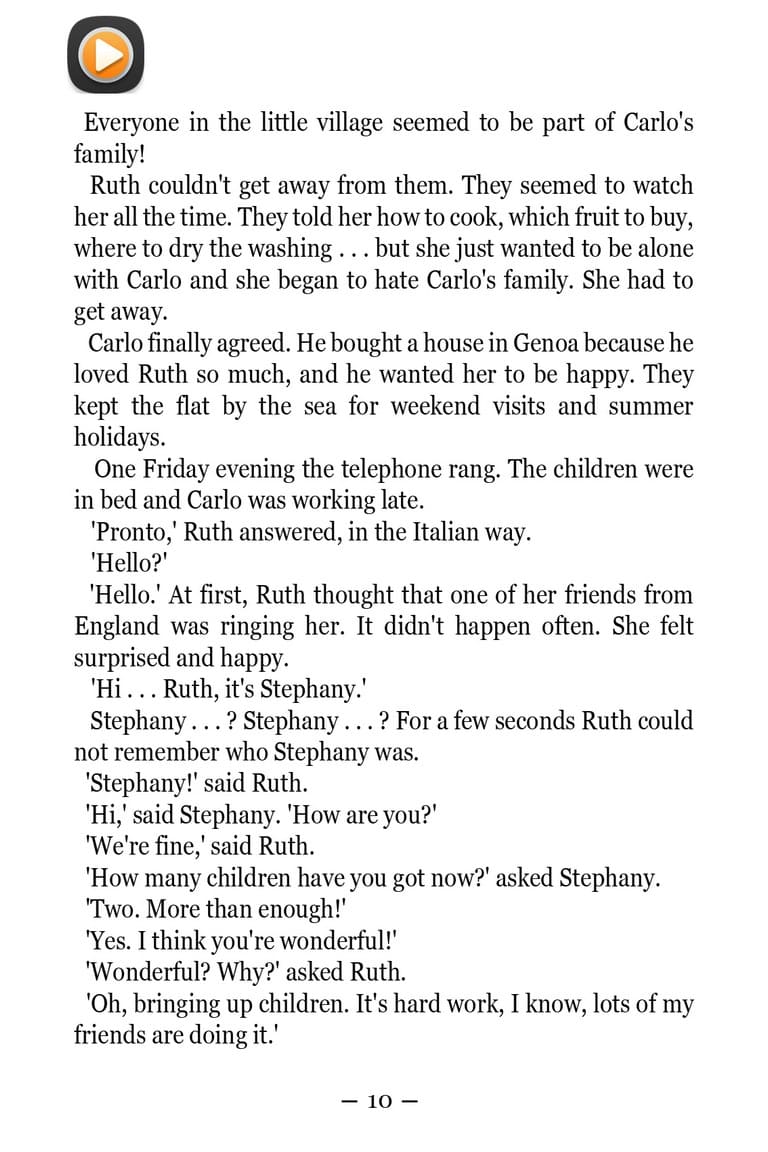 Everyone in the little village seemed to be part of Carlo's
family!
Ruth couldn't get away from them. They seemed to watch
her all the time. They told her how to cook, which fruit to buy,
where to dry the washing . . . but she just wanted to be alone
with Carlo and she began to hate Carlo's family. She had to
get away.
Carlo finally agreed. He bought a house in Genoa because he
loved Ruth so much, and he wanted her to be happy. They
kept the flat by the sea for weekend visits and summer
holidays.
One Friday evening the telephone rang. The children were
in bed and Carlo was working late.
'Pronto,' Ruth answered, in the Italian way.
'Hello?'
'Hello.' At first, Ruth thought that one of her friends from
England was ringing her. It didn't happen often. She felt
surprised and happy.
'Hi . . . Ruth, it's Stephany.'
Stephany . . . ? Stephany . . . ? For a few seconds Ruth could
not remember who Stephany was.
'Stephany!' said Ruth.
'Hi,' said Stephany. 'How are you?'
'We're fine,' said Ruth.
'How many children have you got now?' asked Stephany.
'Two. More than enough!'
'Yes. I think you're wonderful!'
'Wonderful? Why?' asked Ruth.
'Oh, bringing up children. It's hard work, I know, lots of my
friends are doing it.'
– 10 –